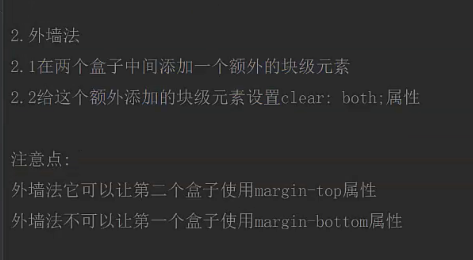 2.外墙法
2.1在两个盒子中间添加一个额外的块级元素
2.2给这个额外添加的块级元素设置clear: both;属性
注意点:
外墙法它可以让第二个盒子使用margin-top属性
外墙法不可以让第一个盒子使用margin-bottom属性